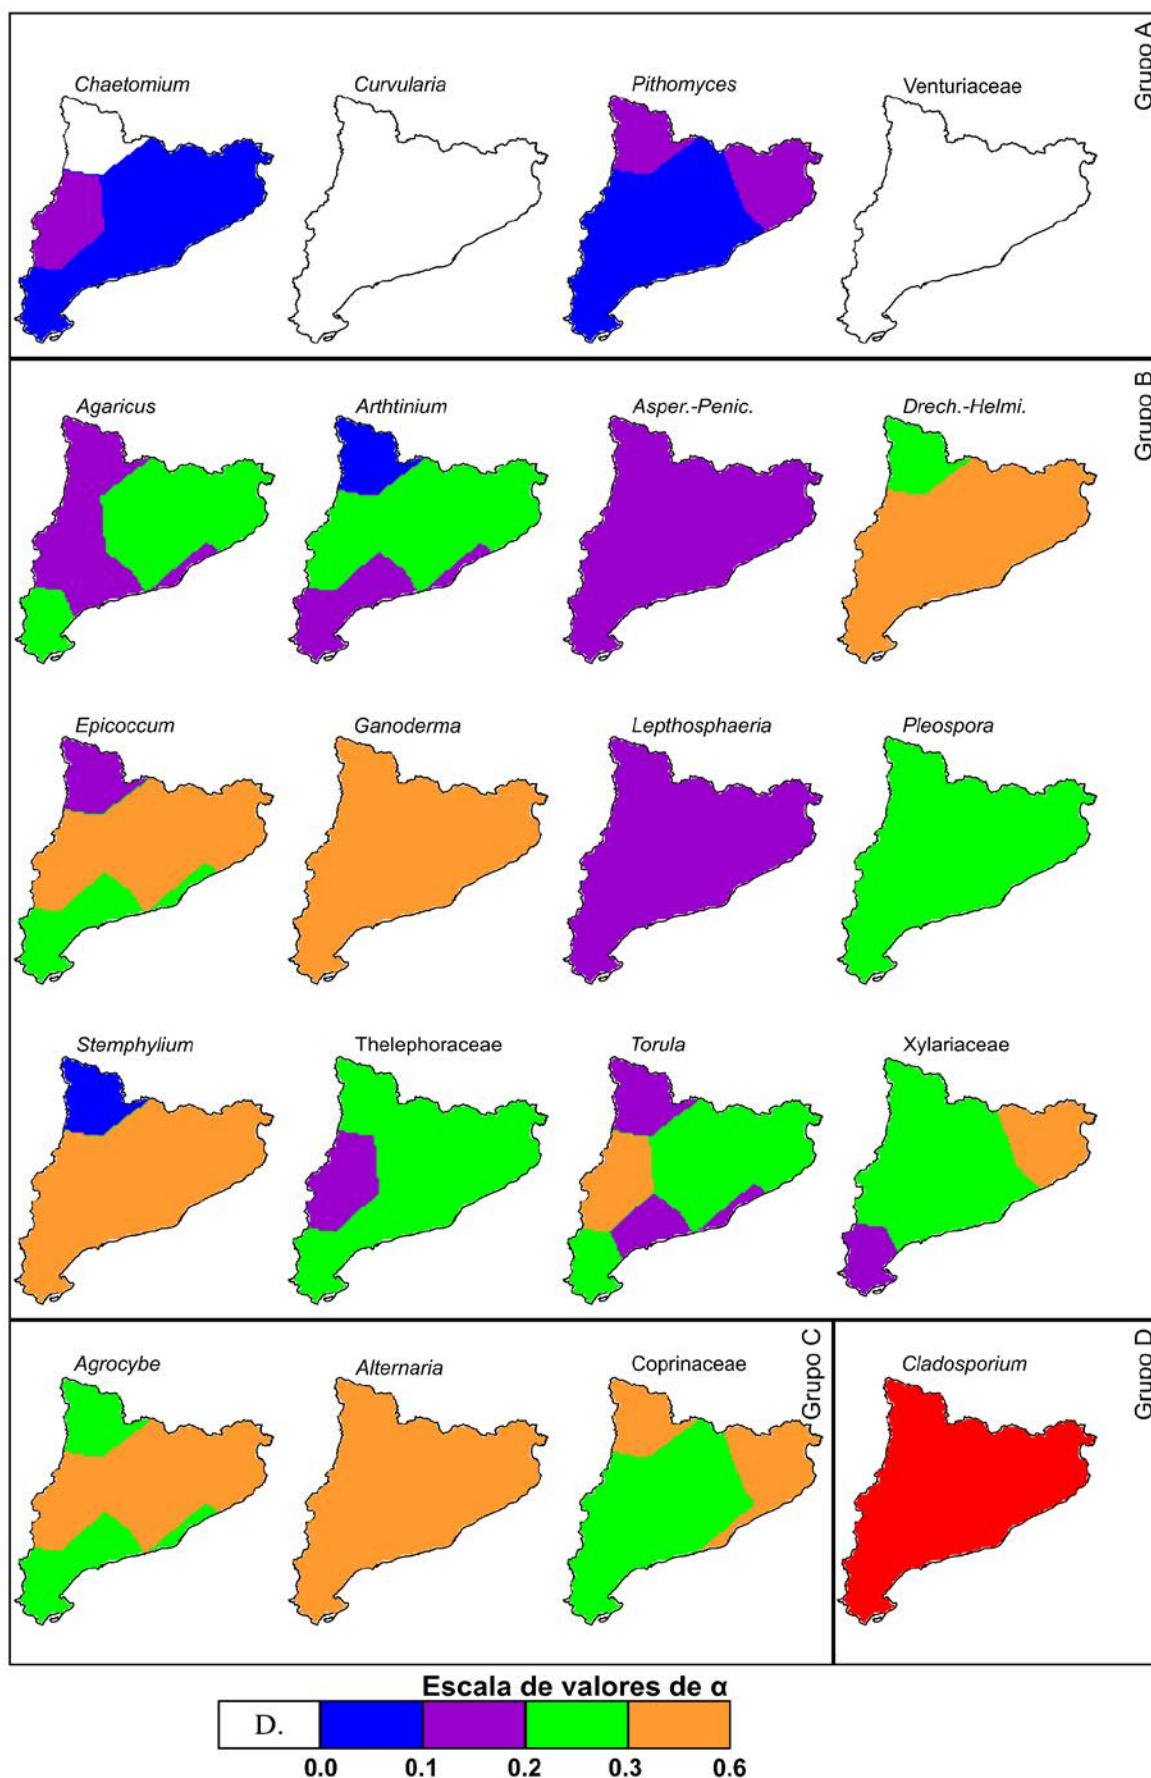 Grupo A
Chaetomium
Curvularia
Pithomyces
Venturiaceae
Grupo B
Agaricus
Arthtinium
Asper.-Penic.
Drech.-Helmi.
Epicoccum
Ganoderma
Lepthosphaeria
Pleospora
Stemphylium
Thelephoraceae
Torula
Xylariaceae
Grupo C
Agrocybe
Alternaria
Coprinaceae
Grupo D
Cladosporium
Escala de valores de α
D.
0.0 0.1 0.2 0.3 0.6